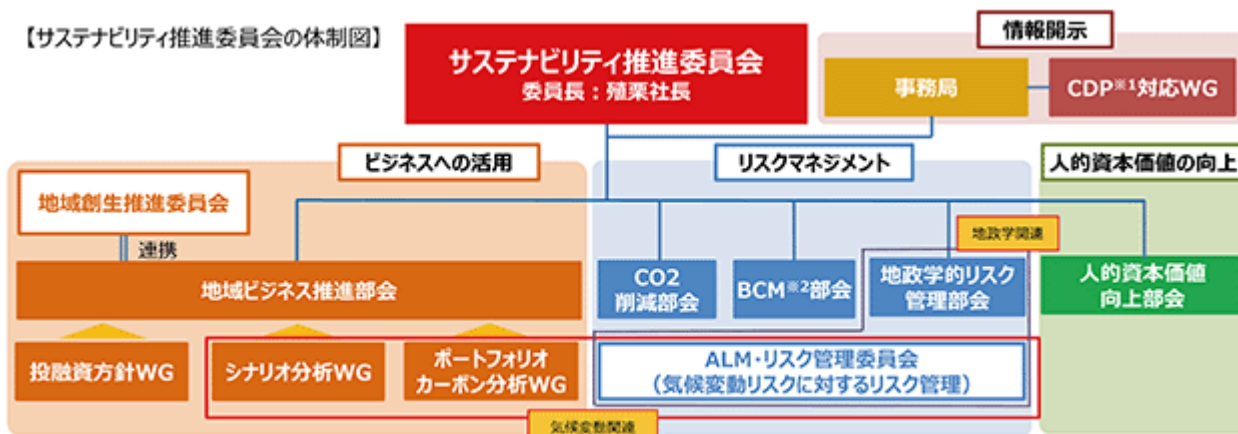 【サステナビリティ推進委員会の体制図】
サステナビリティ推進委員会
委員長：殖栗社長
情報開示
事務局
CDP※1対応WG
ビジネスへの活用
リスクマネジメント
人的資本価値の向上
地域創生推進委員会
連携
地政学関連
地域ビジネス推進部会
CO2
削減部会
BCM※2部会
地政学的リスク
管理部会
人的資本価値
向上部会
投融資方針WG
シナリオ分析WG
ポートフォリオ
カーボン分析WG
ALM・リスク管理委員会
（気候変動リスクに対するリスク管理）
気候変動関連